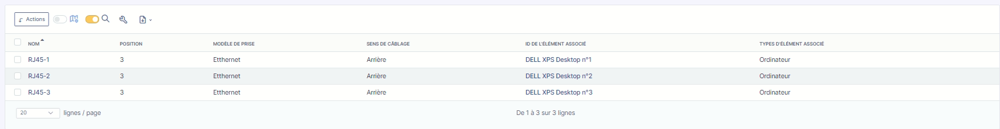 Actions
NOM POSITION MODÈLE DE PRISE SENS DE CÂBLAGE ID DE L'ÉLÉMENT ASSOCIÉ TYPES D'ÉLÉMENT ASSOCIÉ
RJ45-1 3 Etthernet Arrière DELL XPS Desktop n°1 Ordinateur
RJ45-2 3 Etthernet Arrière DELL XPS Desktop n°2 Ordinateur
RJ45-3 3 Etthernet Arrière DELL XPS Desktop n°3 Ordinateur
20 lignes / page De 1 à 3 sur 3 lignes